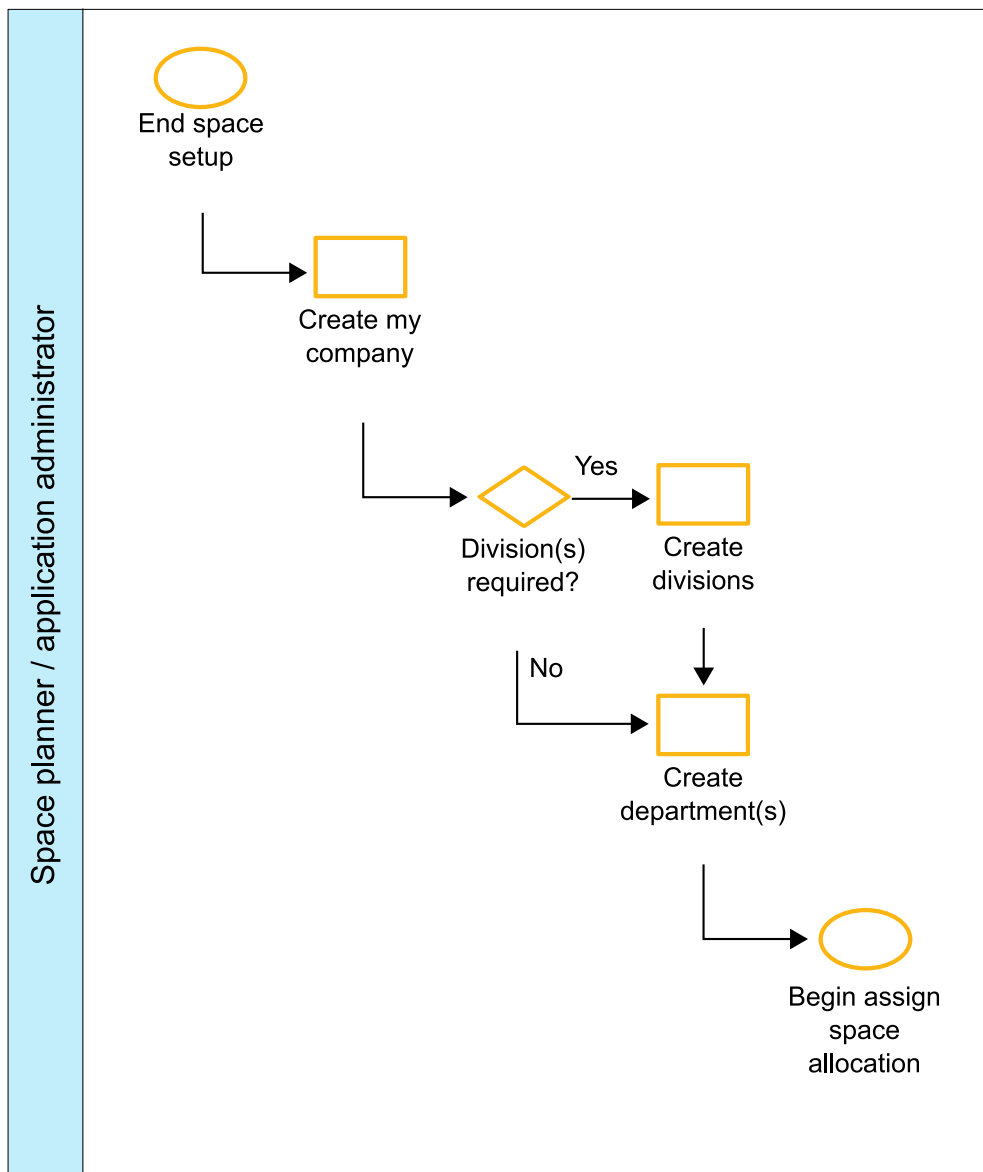 Space planner / application administrator
End space
setup
Create my
company
Division(s)
required?
Yes
Create
divisions
No
Create
department(s)
Begin assign
space
allocation